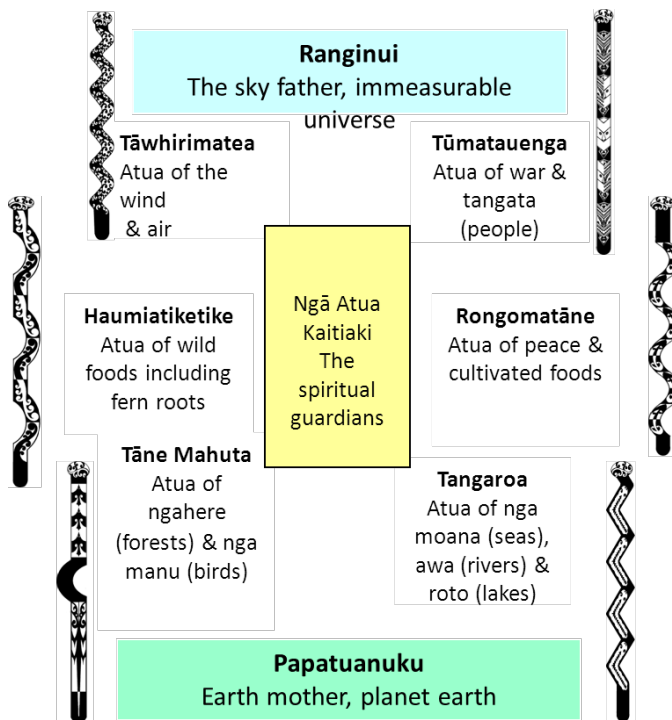 Ranginui
The sky father, immeasurable
universe
Tāwhirimatea
Atua of the
wind
& air
Tūmatauenga
Atua of war &
tangata
(people)
Ngā Atua
Kaitiaki
The
spiritual
guardians
Haumiatiketike
Atua of wild
foods including
fern roots
Rongomatāne
Atua of peace &
cultivated foods
Tāne Mahuta
Atua of
ngahere
(forests) & nga
manu (birds)
Tangaroa
Atua of nga
moana (seas),
awa (rivers) &
roto (lakes)
Papatuanuku
Earth mother, planet earth